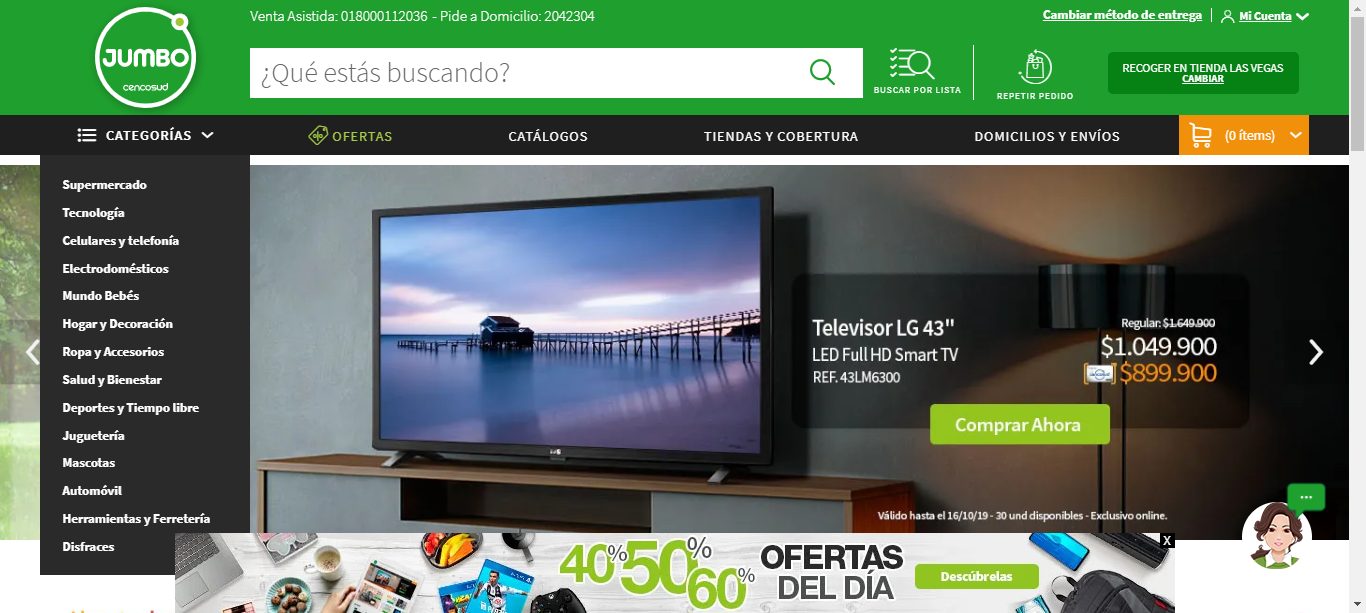 Venta Asistida: 018000112036 - Pide a Domicilio: 2042304
Cambiar método de entrega
Mi Cuenta
JUMBO
cencosud
¿Qué estás buscando?
BUSCAR POR LISTA
REPETIR PEDIDO
RECOGER EN TIENDA LAS VEGAS
CAMBIAR
CATEGORÍAS
OFERTAS
CATÁLOGOS
TIENDAS Y COBERTURA
DOMICILIOS Y ENVÍOS
(0 ítems)
Supermercado
Tecnología
Celulares y telefonía
Electrodomésticos
Mundo Bebés
Hogar y Decoración
Ropa y Accesorios
Salud y Bienestar
Deportes y Tiempo libre
Juguetería
Mascotas
Automóvil
Herramientas y Ferretería
Disfraces
Televisor LG 43"
LED Full HD Smart TV
REF. 43LM6300
Regular: $1.649.900
$1.049.900
$899.900
Comprar Ahora
Válido hasta el 16/10/19 - 30 und disponibles - Exclusivo online.
X
40% 50% 60%
OFERTAS
DEL DÍA
Descúbrelas